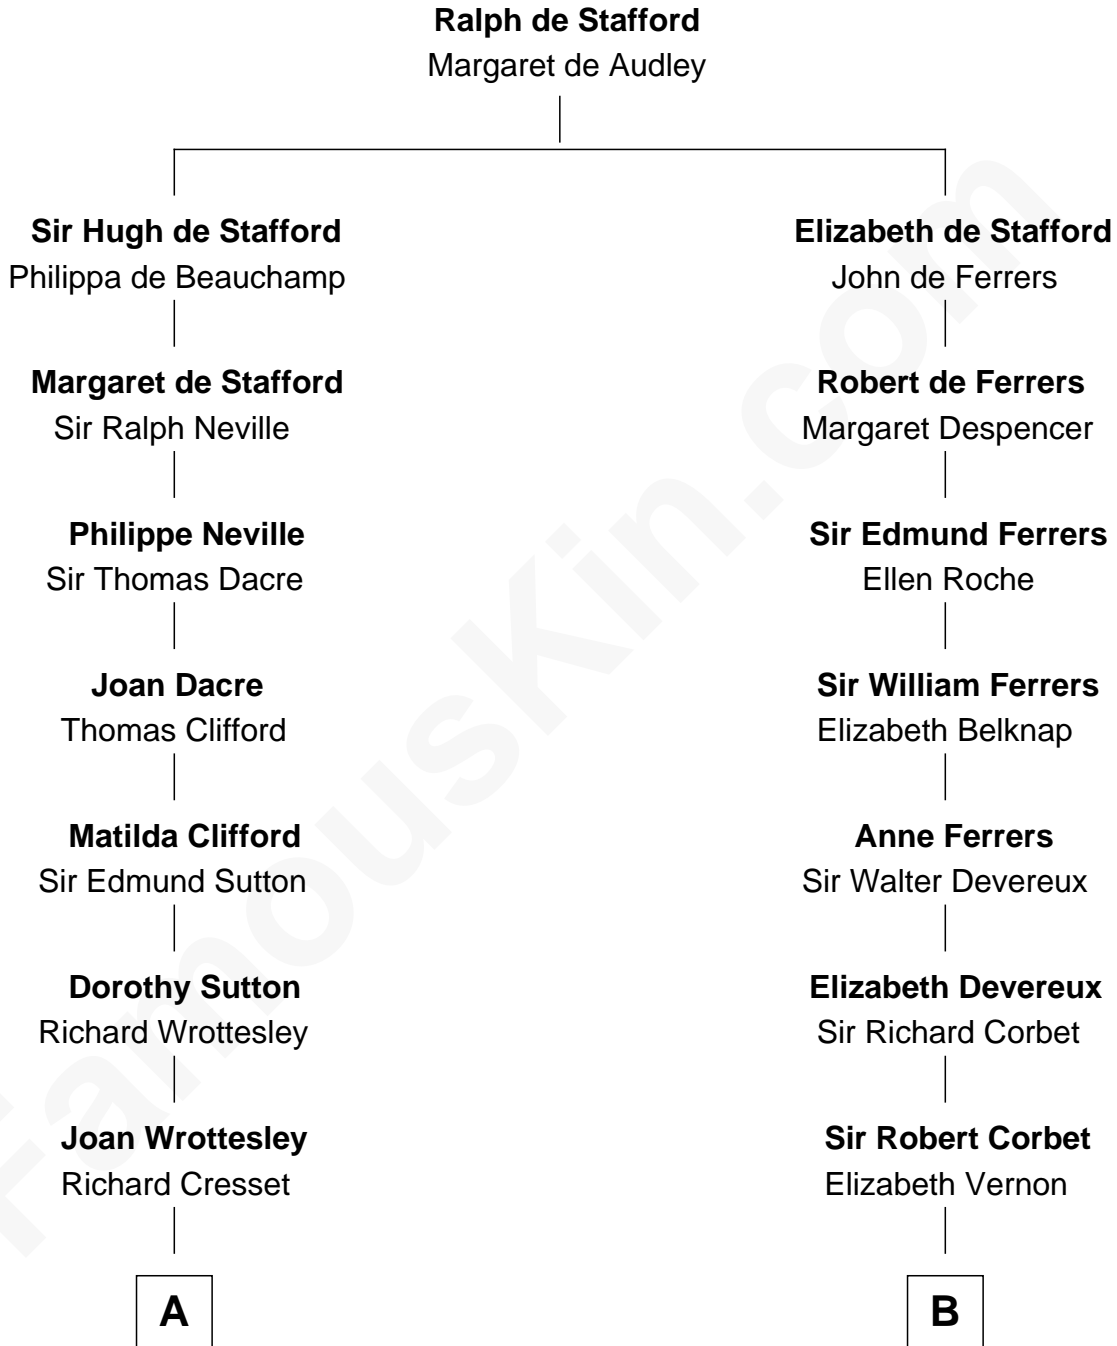 Ralph de Stafford
Margaret de Audley
Sir Hugh de Stafford
Philippa de Beauchamp
Margaret de Stafford
Sir Ralph Neville
Philippe Neville
Sir Thomas Dacre
Joan Dacre
Thomas Clifford
Matilda Clifford
Sir Edmund Sutton
Dorothy Sutton
Richard Wrottesley
Joan Wrottesley
Richard Cresset
A
Elizabeth de Stafford
John de Ferrers
Robert de Ferrers
Margaret Despencer
Sir Edmund Ferrers
Ellen Roche
Sir William Ferrers
Elizabeth Belknap
Anne Ferrers
Sir Walter Devereux
Elizabeth Devereux
Sir Richard Corbet
Sir Robert Corbet
Elizabeth Vernon
B
FamousKin.com